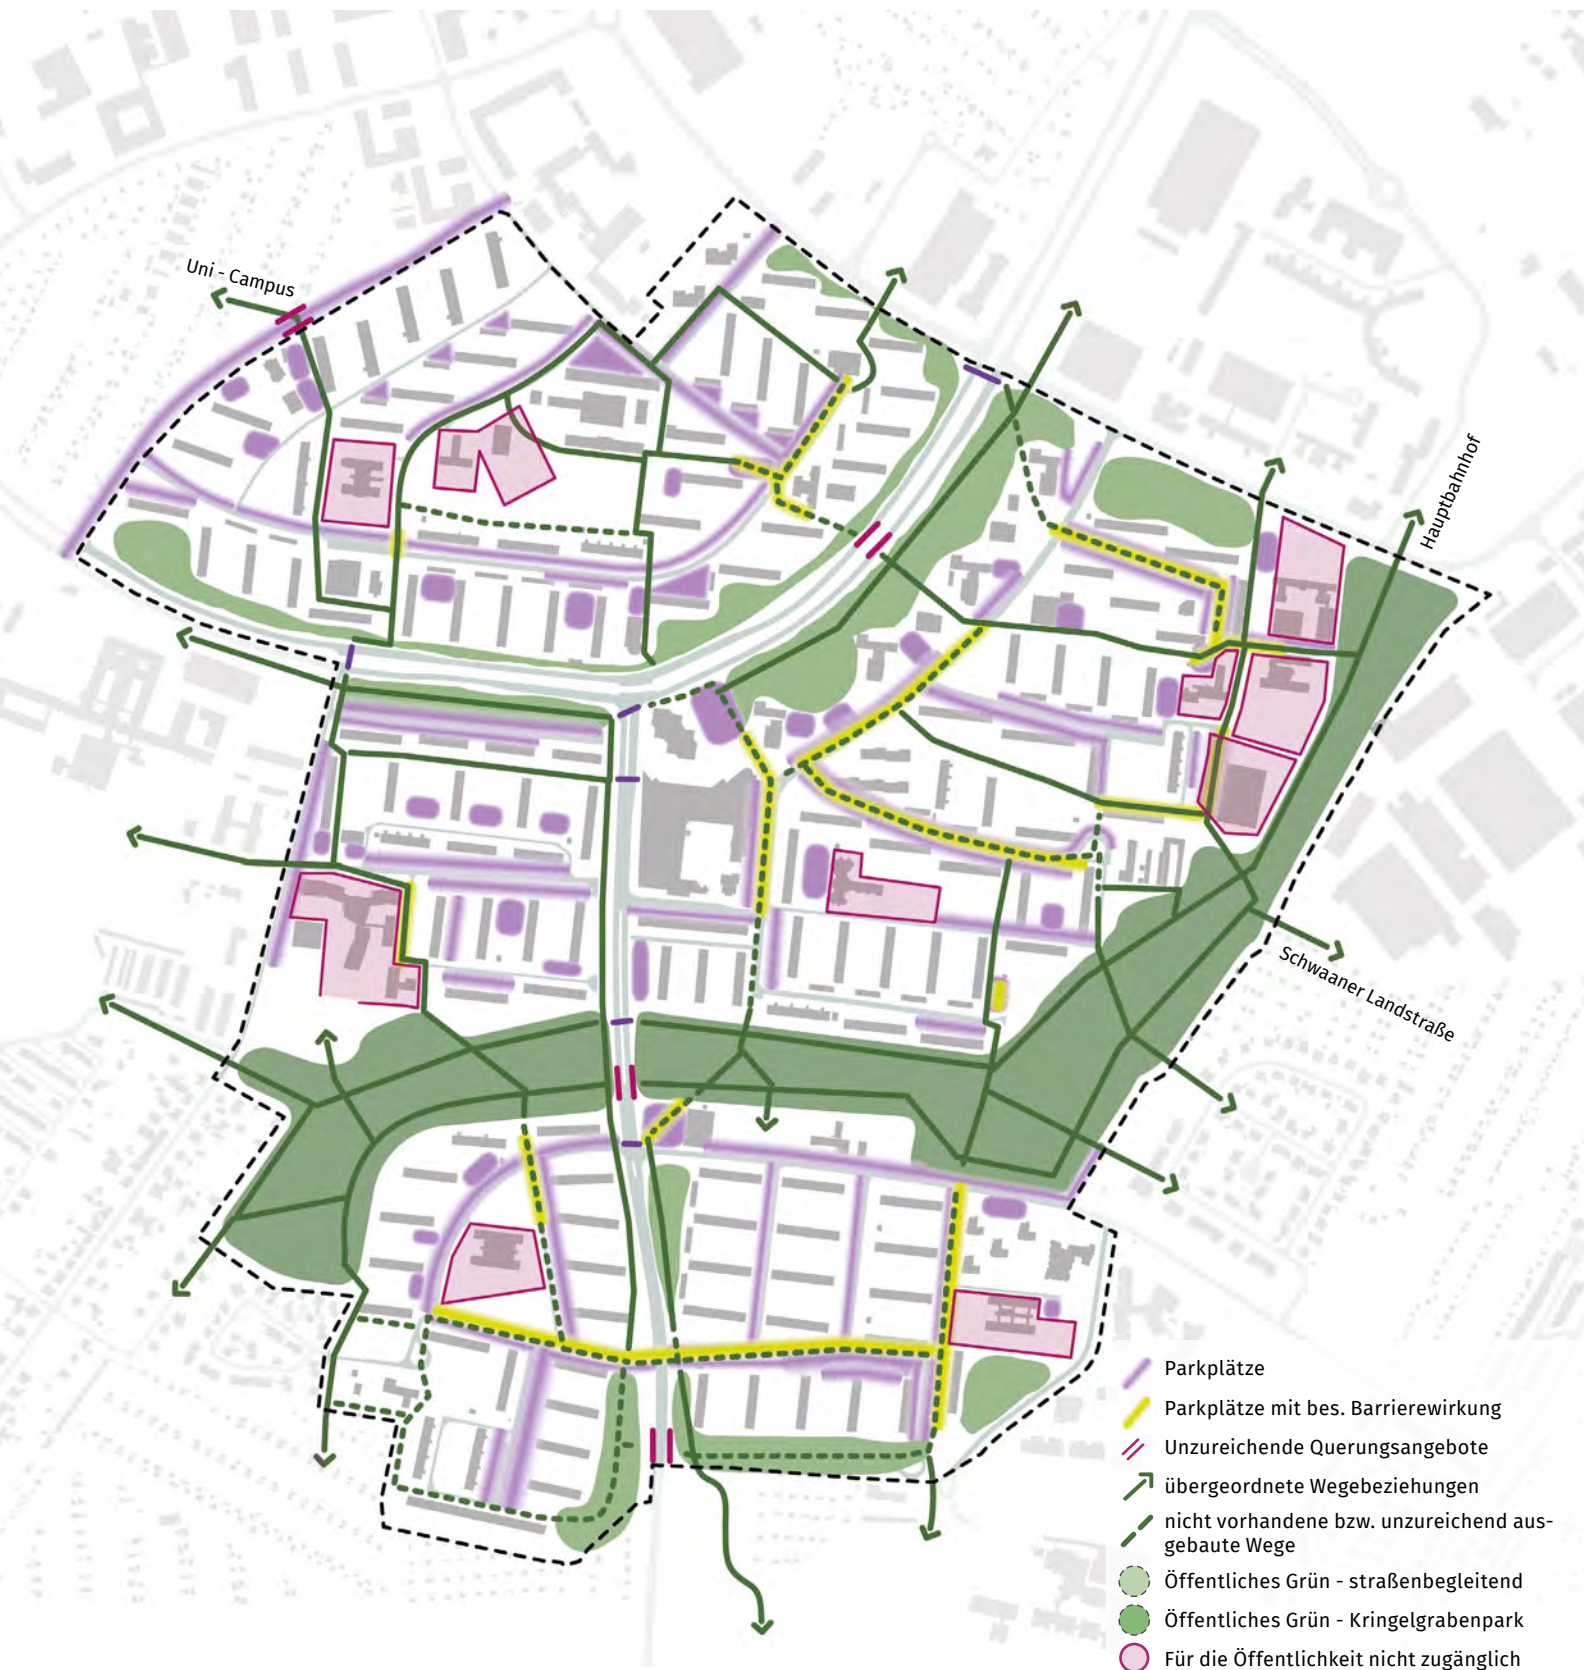 Uni - Campus
Hauptbahnhof
Schwaaner Landstraße
Parkplätze
Parkplätze mit bes. Barrierewirkung
Unzureichende Querungsangebote
übergeordnete Wegebeziehungen
nicht vorhandene bzw. unzureichend aus-
gebaute Wege
Öffentliches Grün - straßenbegleitend
Öffentliches Grün - Kringelgrabenpark
Für die Öffentlichkeit nicht zugänglich